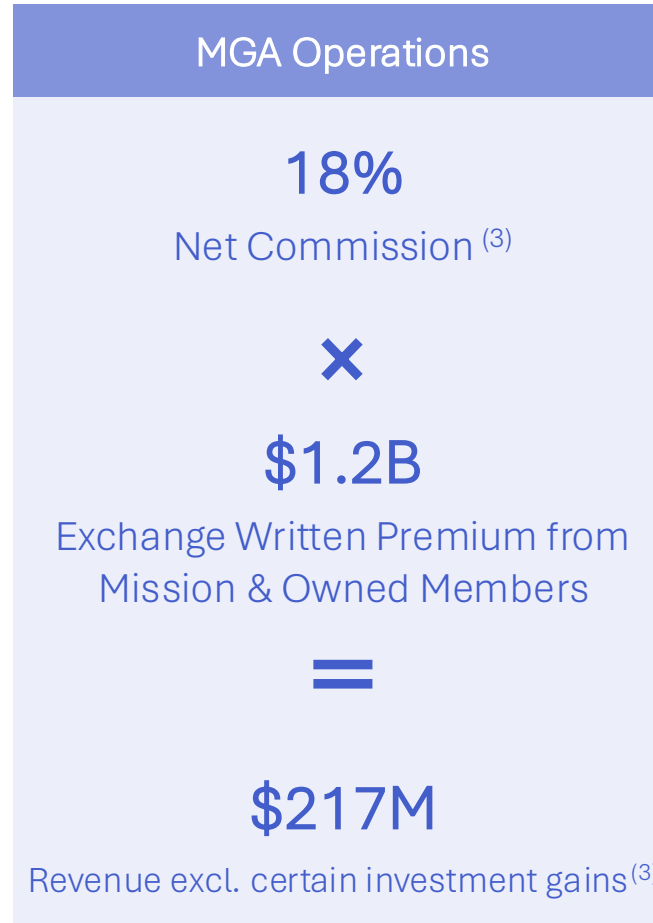 MGA Operations
18%
Net Commission (3)
×
$1.2B
Exchange Written Premium from
Mission & Owned Members
=
$217M
Revenue excl. certain investment gains (3)